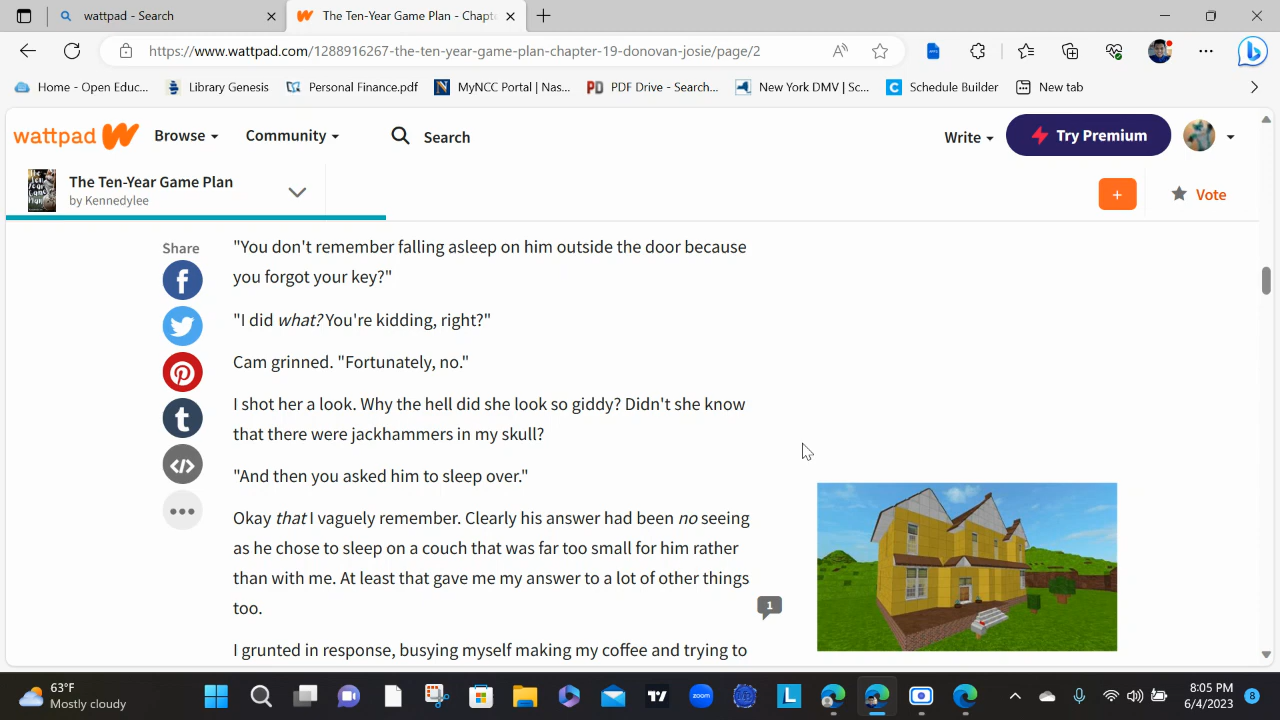 wattpad - Search
The Ten-Year Game Plan - Chapte
https://www.wattpad.com/1288916267-the-ten-year-game-plan-chapter-19-donovan-josie/page/2
Home - Open Educ...
Library Genesis
Personal Finance.pdf
MyNCC Portal | Nas...
PDF Drive - Search...
New York DMV | Sc...
Schedule Builder
New tab
wattpad
Browse
Community
Search
Write
Try Premium
The Ten-Year Game Plan
by Kennedylee
+
Vote
Share
"You don't remember falling asleep on him outside the door because
you forgot your key?"
"I did what? You're kidding, right?"
Cam grinned. "Fortunately, no."
I shot her a look. Why the hell did she look so giddy? Didn't she know
that there were jackhammers in my skull?
"And then you asked him to sleep over."
Okay that I vaguely remember. Clearly his answer had been no seeing
as he chose to sleep on a couch that was far too small for him rather
than with me. At least that gave me my answer to a lot of other things
too.
1
I grunted in response, busying myself making my coffee and trying to
63°F
Mostly cloudy
zoom
L
8:05 PM
6/4/2023
8